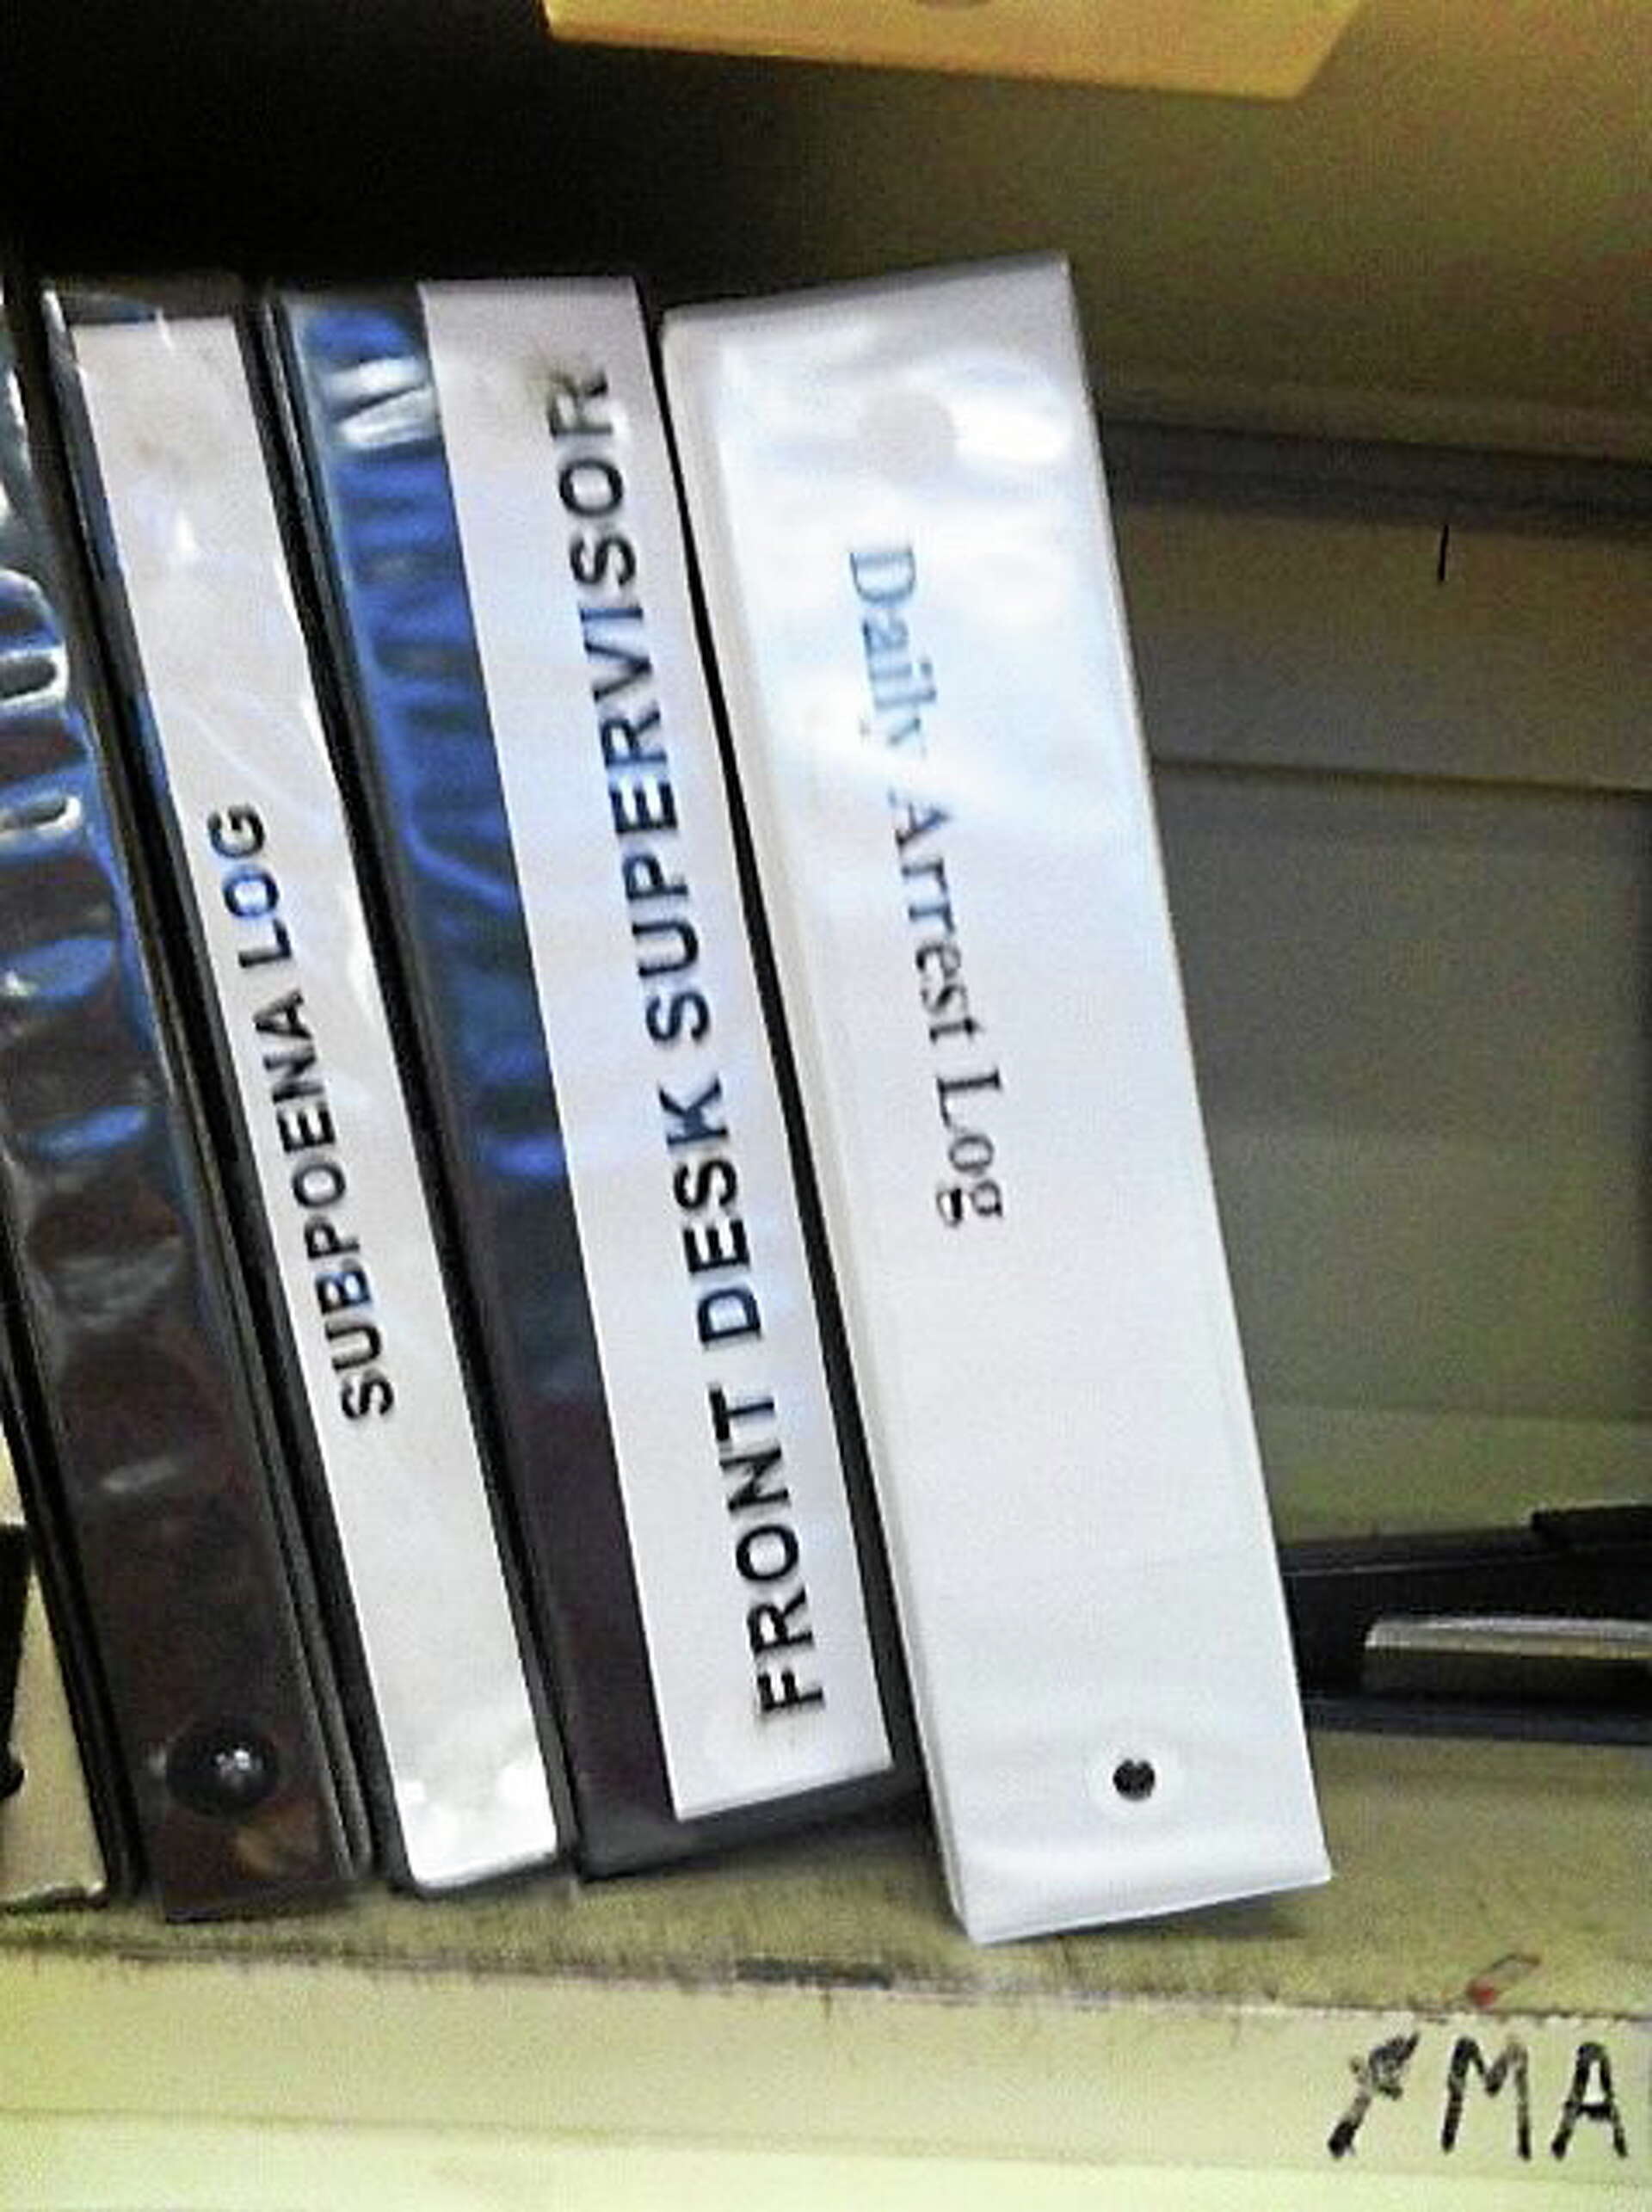 SUBPOENA LOG
FRONT DESK SUPERVISOR
Daily Arrest Log
MA